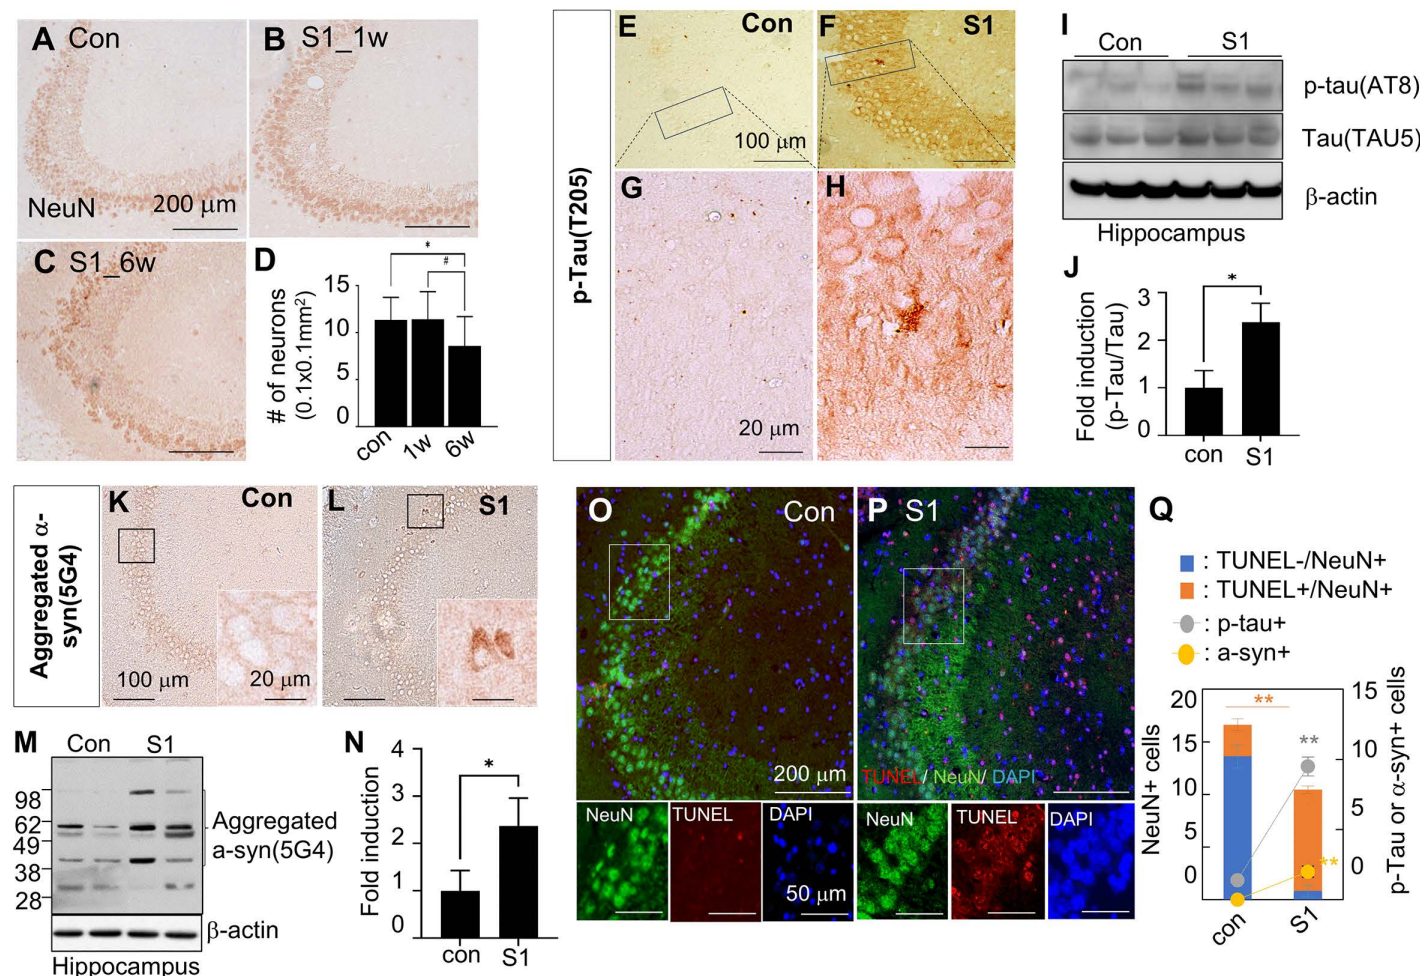 A Con
B S1_1w
NeuN
200 μm
C S1_6w
D
*
#
# of neurons
(0.1x0.1mm²)
15
10
5
0
con
1w
6w
p-Tau(T205)
E Con
100 μm
F S1
G
20 μm
H
I
Con
S1
p-tau(AT8)
Tau(TAU5)
β-actin
Hippocampus
J
*
Fold induction
(p-Tau/Tau)
3
2
1
0
con
S1
Aggregated α-
syn(5G4)
K Con
100 μm
20 μm
L S1
M
Con
S1
98
62
49
38
28
Aggregated
a-syn(5G4)
β-actin
Hippocampus
N
*
Fold induction
4
3
2
1
0
con
S1
O Con
200 μm
NeuN
TUNEL
DAPI
50 μm
P S1
TUNEL/ NeuN/ DAPI
NeuN
TUNEL
DAPI
Q
: TUNEL-/NeuN+
: TUNEL+/NeuN+
: p-tau+
: a-syn+
NeuN+ cells
20
15
10
5
0
**
**
**
15
10
5
0
p-Tau or α-syn+ cells
con
S1